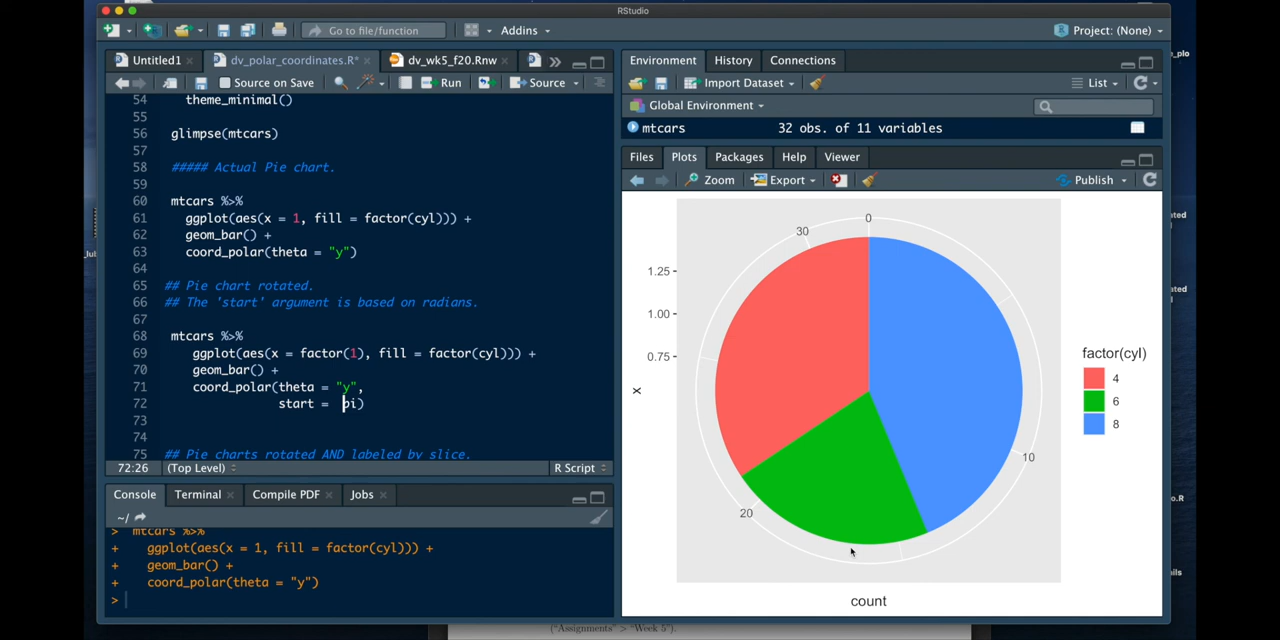 RStudio
Go to file/function
Addins
Project: (None)
Untitled1
dv_polar_coordinates.R*
dv_wk5_f20.Rnw
Source on Save
Run
Source
54 theme_minimal()
55
56 glimpse(mtcars)
57
58 ##### Actual Pie chart.
59
60 mtcars %>%
61 ggplot(aes(x = 1, fill = factor(cyl))) +
62 geom_bar() +
63 coord_polar(theta = "y")
64
65 ## Pie chart rotated.
66 ## The 'start' argument is based on radians.
67
68 mtcars %>%
69 ggplot(aes(x = factor(1), fill = factor(cyl))) +
70 geom_bar() +
71 coord_polar(theta = "y",
72 start = pi)
73
74
75 ## Pie charts rotated AND labeled by slice.
72:26 (Top Level) R Script
Console Terminal Compile PDF Jobs
~/
> mtcars %>%
+ ggplot(aes(x = 1, fill = factor(cyl))) +
+ geom_bar() +
+ coord_polar(theta = "y")
>
Environment History Connections
Import Dataset
List
Global Environment
mtcars 32 obs. of 11 variables
Files Plots Packages Help Viewer
Zoom Export Publish
0
30
1.25
1.00
0.75
x
10
20
count
factor(cyl)
4
6
8
("Assignments" > "Week 5").